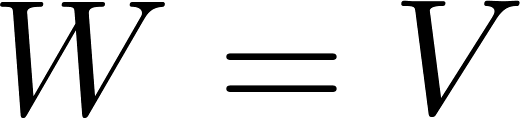 W = V